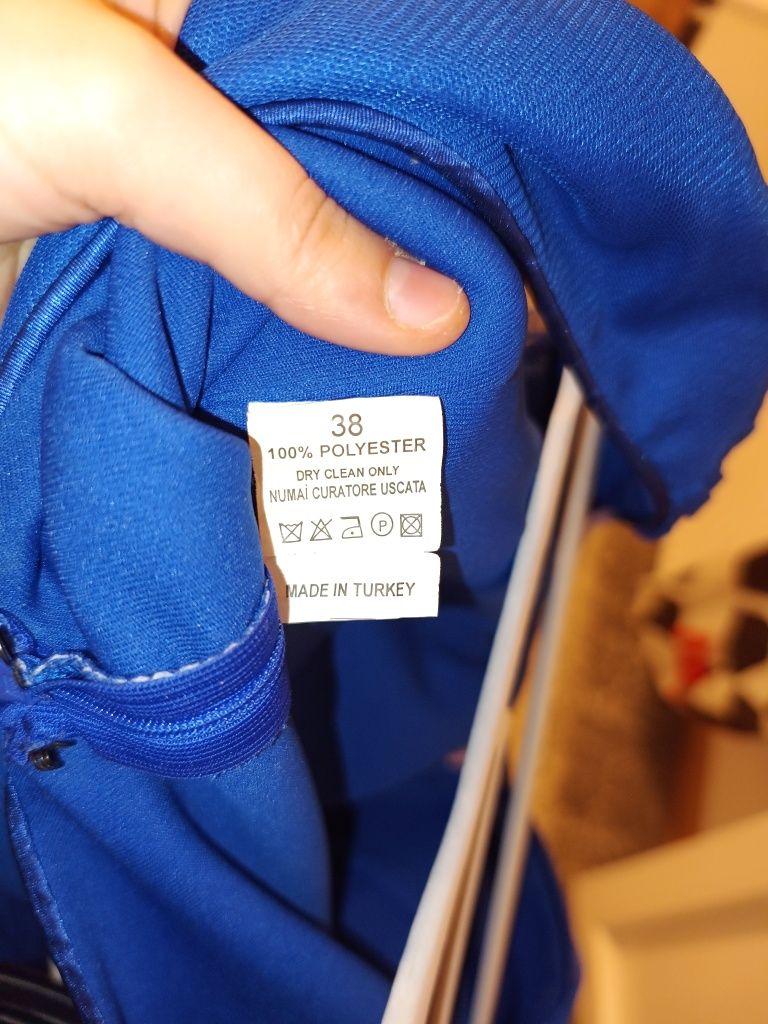 38
100% POLYESTER
DRY CLEAN ONLY
NUMAİ CURATORE USCATA
P
MADE IN TURKEY